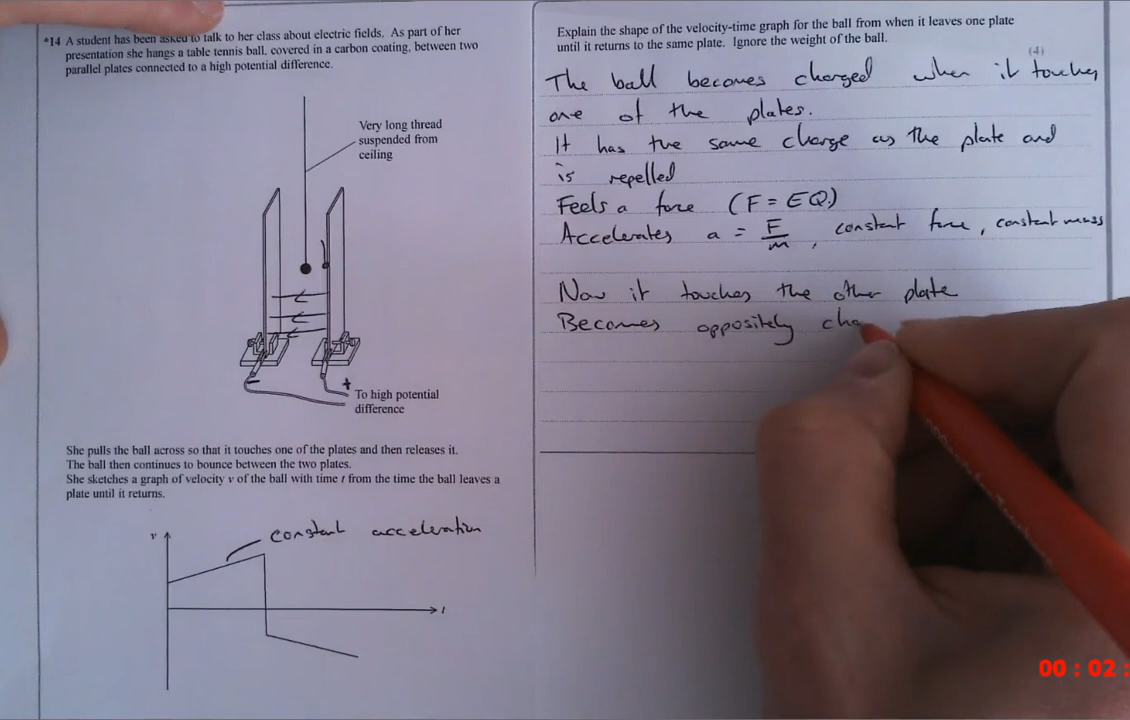 *14 A student has been asked to talk to her class about electric fields. As part of her
presentation she hangs a table tennis ball, covered in a carbon coating, between two
parallel plates connected to a high potential difference.
Very long thread
suspended from
ceiling
−
+
To high potential
difference
She pulls the ball across so that it touches one of the plates and then releases it.
The ball then continues to bounce between the two plates.
She sketches a graph of velocity v of the ball with time t from the time the ball leaves a
plate until it returns.
v
constant acceleration
t
Explain the shape of the velocity-time graph for the ball from when it leaves one plate
until it returns to the same plate. Ignore the weight of the ball.
(4)
The ball becomes charged when it touches
one of the plates.
It has the same charge as the plate and
is repelled
Feels a force (F = EQ)
Accelerates a = F/m, constant force, constant mass
Now it touches the other plate
Becomes oppositely cha
00 : 02 :